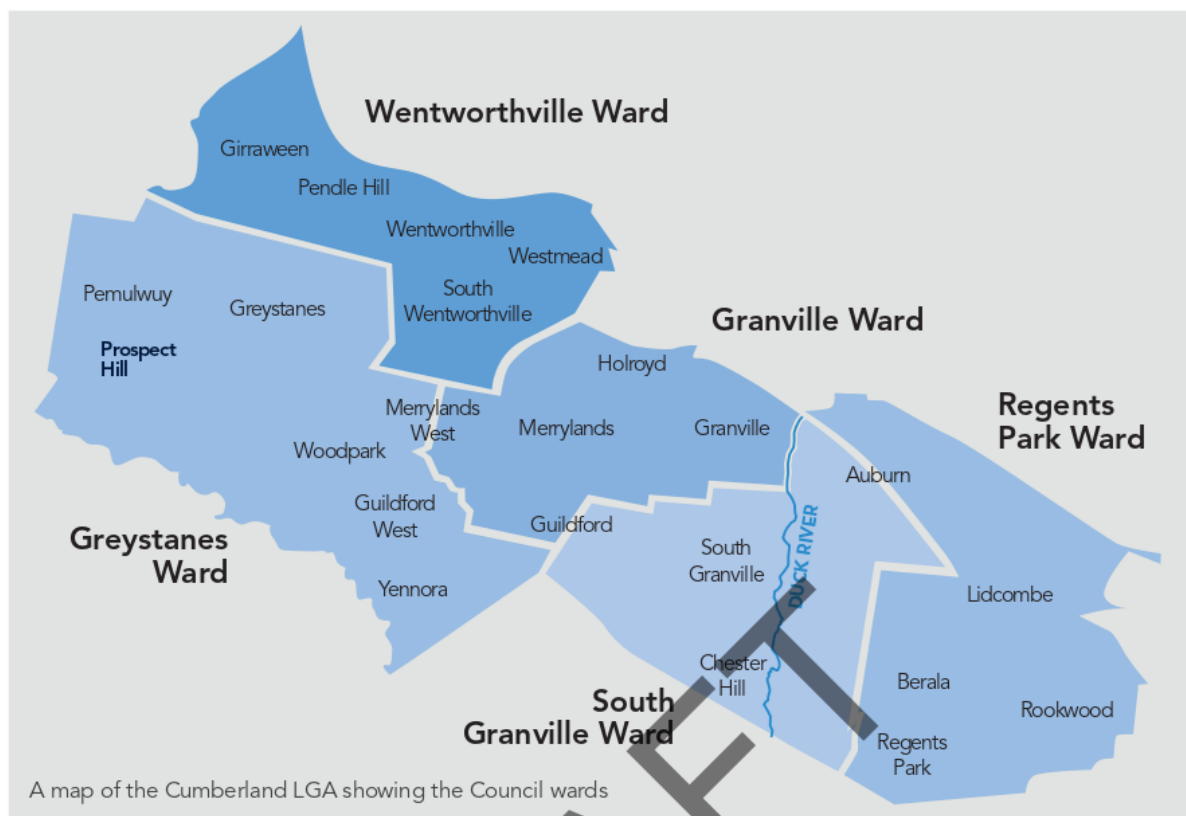 Wentworthville Ward
Girraween
Pendle Hill
Wentworthville
Westmead
South
Wentworthville
Pemulwuy
Greystanes
Prospect
Hill
Granville Ward
Holroyd
Merrylands
West
Merrylands
Granville
Regents
Park Ward
Woodpark
Auburn
Guildford
West
Guildford
Greystanes
Ward
South
Granville
DUCK RIVER
Yennora
Lidcombe
Chester
Hill
Berala
Rookwood
South
Granville Ward
Regents
Park
A map of the Cumberland LGA showing the Council wards